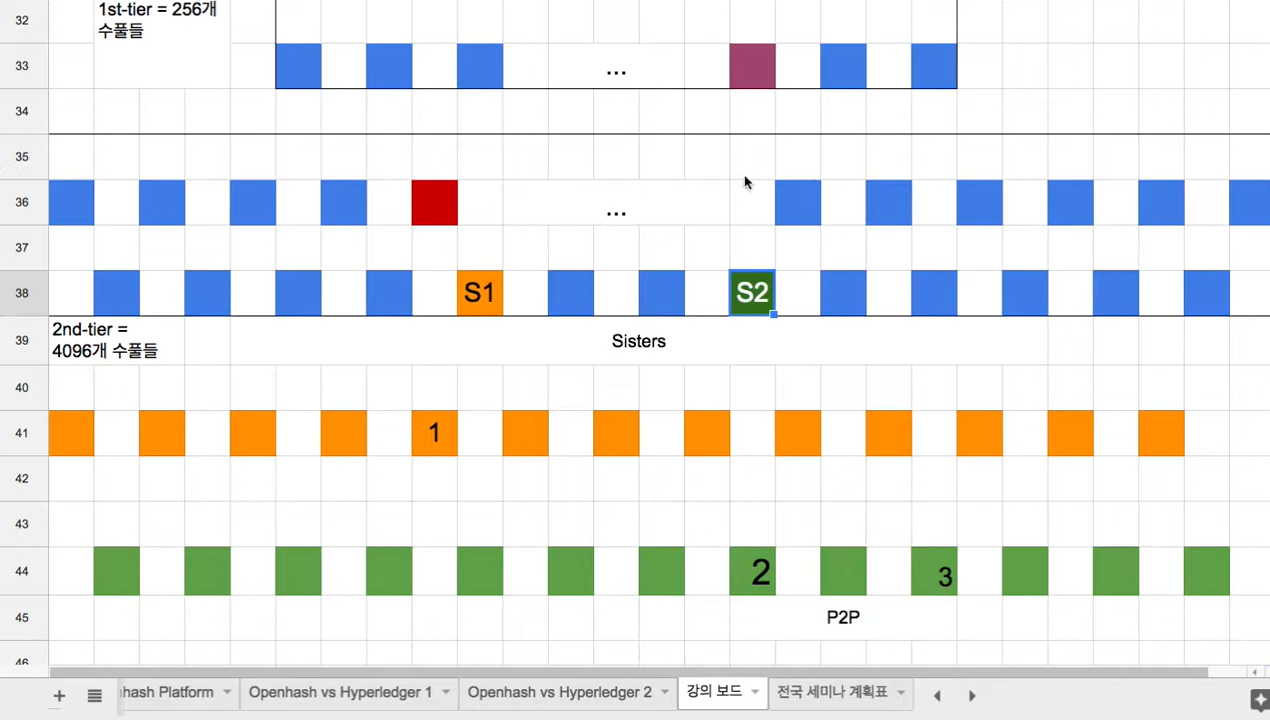 32
1st-tier = 256개
수풀들
33
...
34
35
36
...
37
38
S1
S2
39
2nd-tier =
4096개 수풀들
Sisters
40
41
1
42
43
44
2
3
45
P2P
46
hash Platform
Openhash vs Hyperledger 1
Openhash vs Hyperledger 2
강의 보드
전국 세미나 계획표